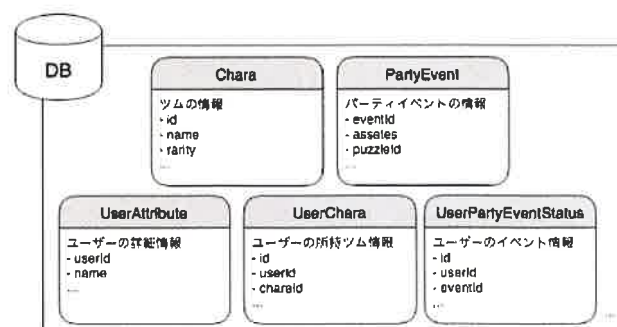 DB
Chara
ツムの情報
- id
- name
- rarity
...
PartyEvent
パーティイベントの情報
- eventId
- assetes
- puzzleId
...
UserAttribute
ユーザーの詳細情報
- userId
- name
...
UserChara
ユーザーの所持ツム情報
- id
- userId
- charaId
...
UserPartyEventStatus
ユーザーのイベント情報
- id
- userId
- eventId
...
...